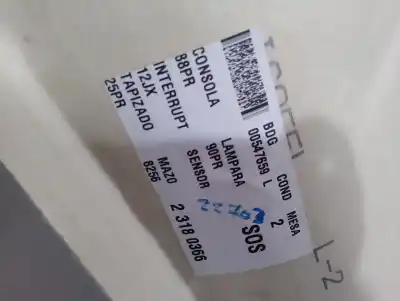 BDG COND MESA
00547659 L 2
CONSOLA LAMPARA SOS
88PR 90PR
INTERRUPT SENSOR
12JX
TAPIZADO MAZO 2 318 0366
25PR 8256
L-2